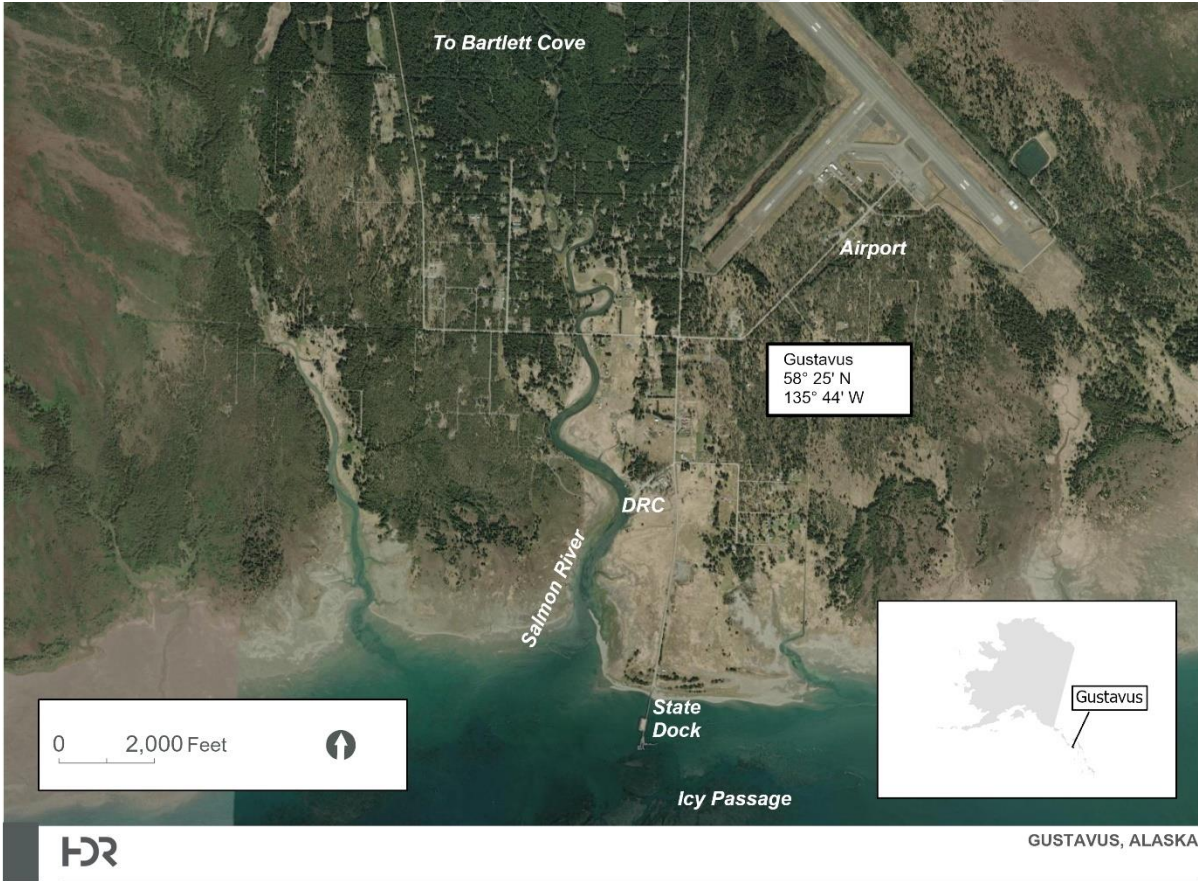 To Bartlett Cove
Airport
Gustavus
58° 25' N
135° 44' W
DRC
Salmon River
State
Dock
Gustavus
0 2,000 Feet
Icy Passage
HDR
GUSTAVUS, ALASKA